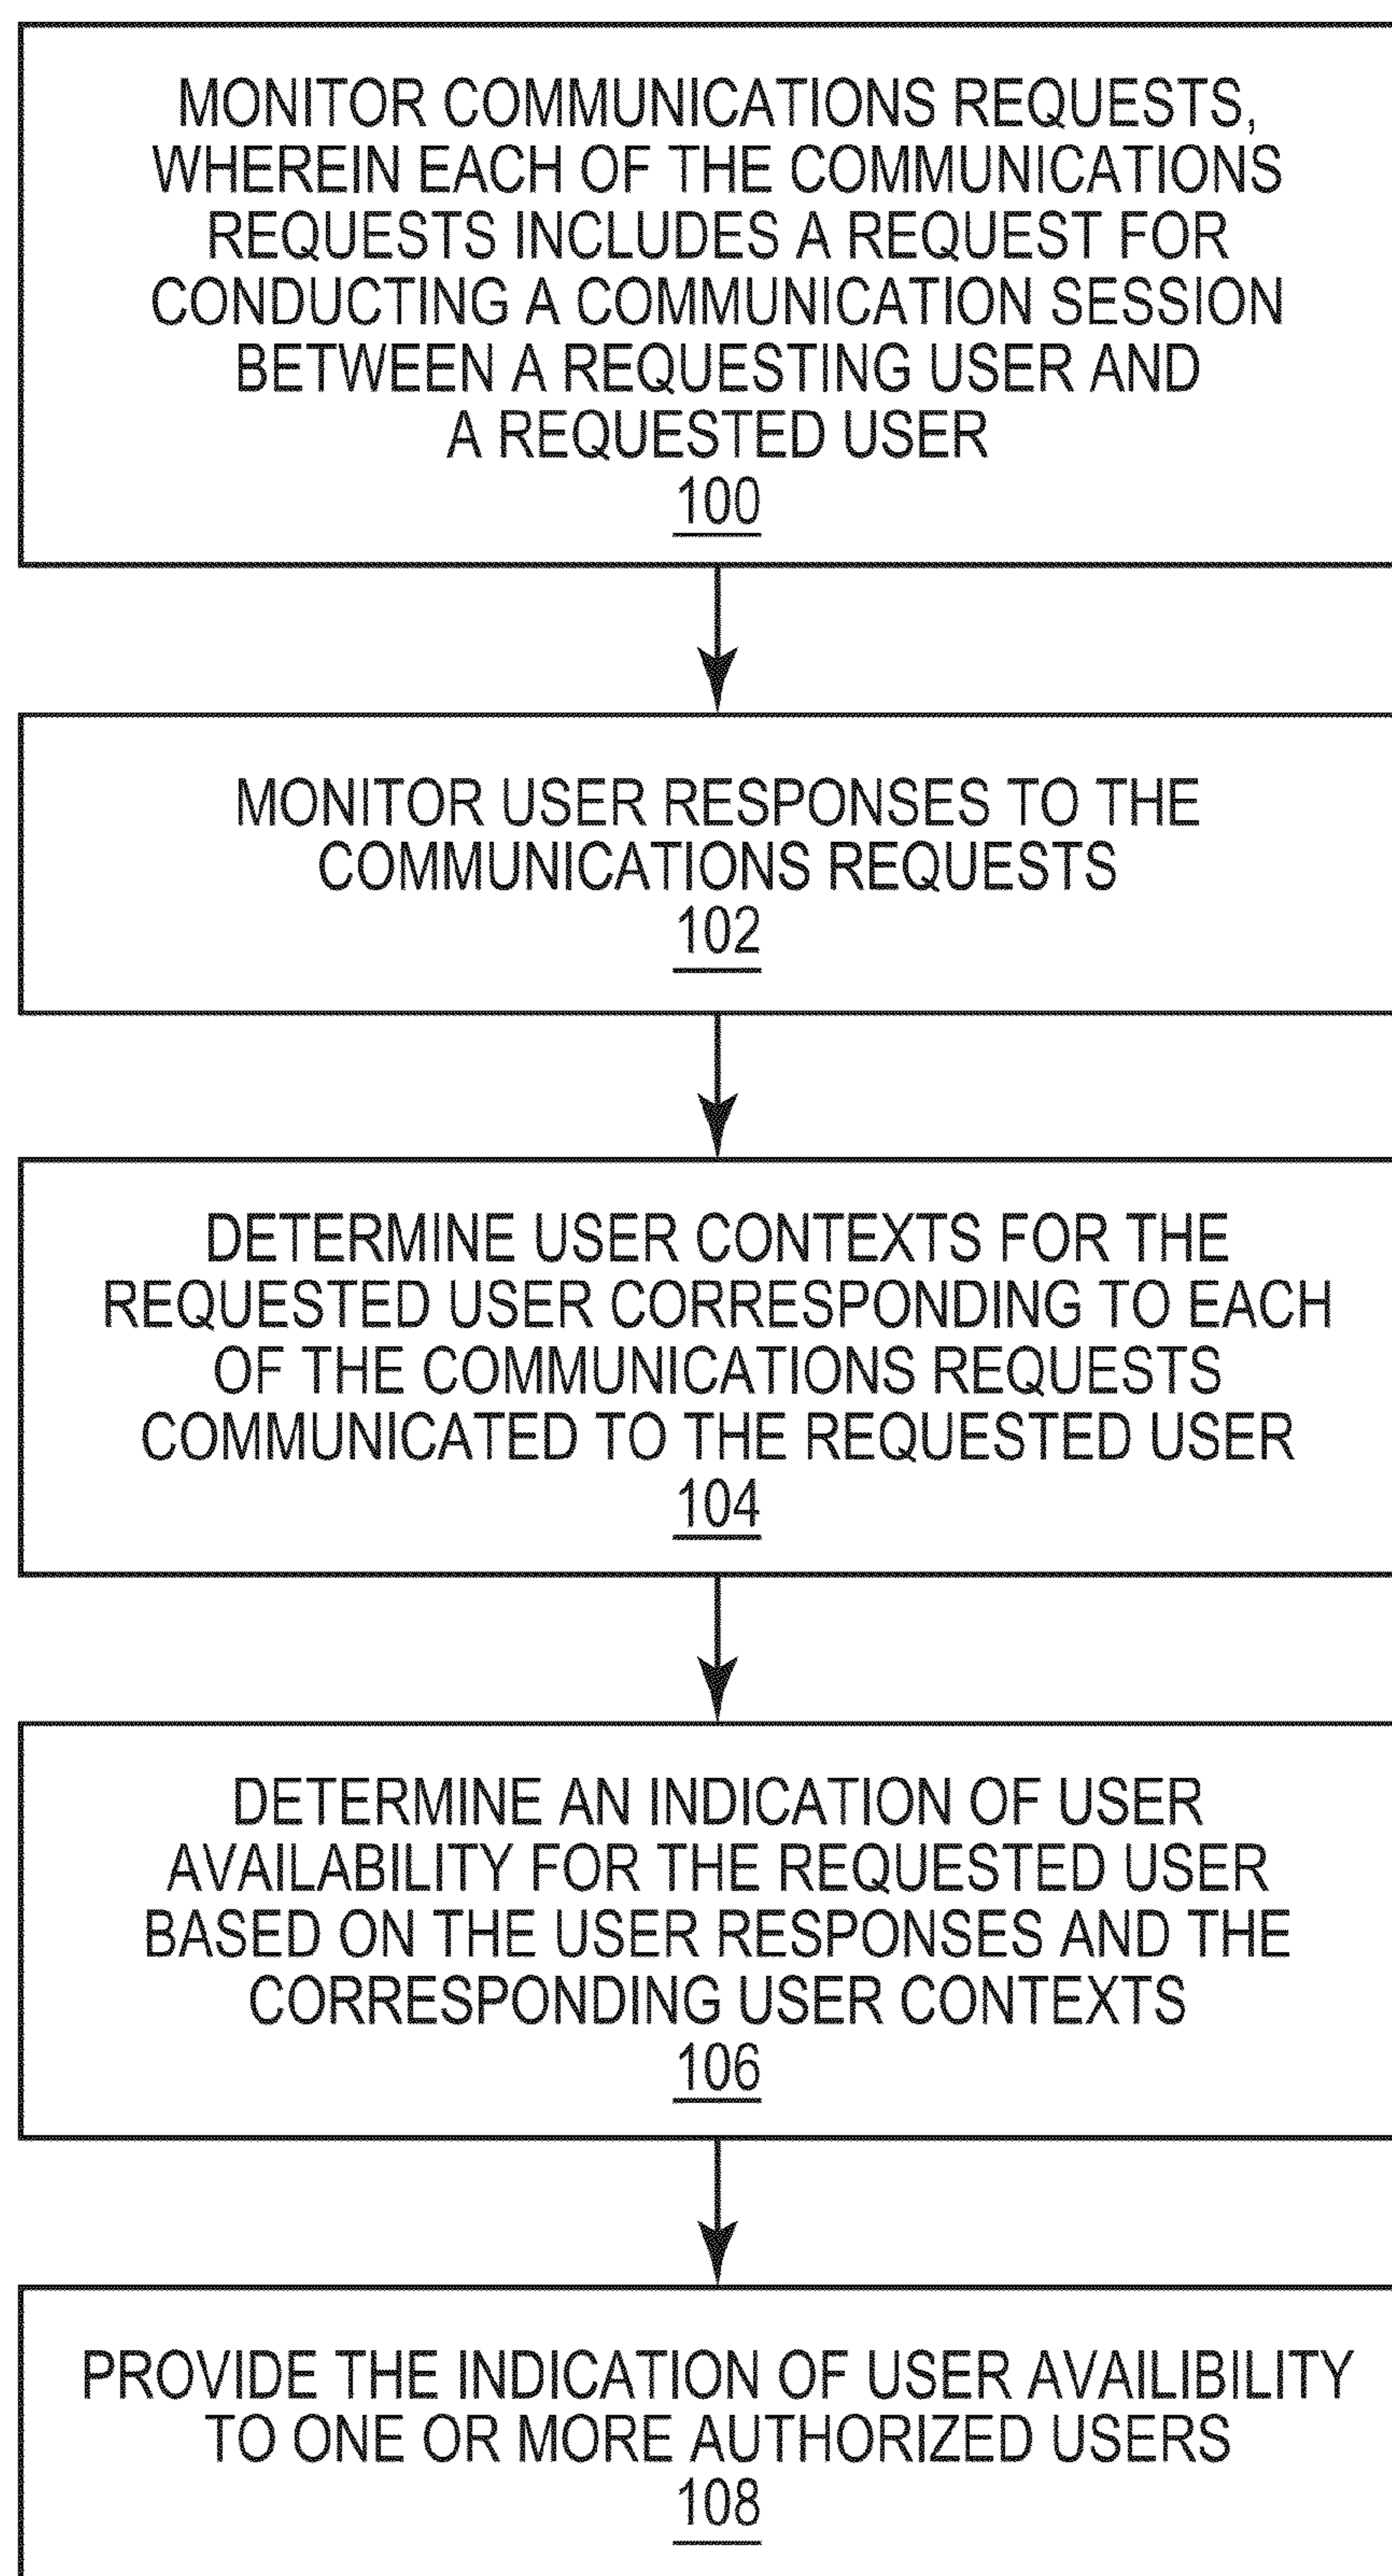 MONITOR COMMUNICATIONS REQUESTS,
WHEREIN EACH OF THE COMMUNICATIONS
REQUESTS INCLUDES A REQUEST FOR
CONDUCTING A COMMUNICATION SESSION
BETWEEN A REQUESTING USER AND
A REQUESTED USER
100
MONITOR USER RESPONSES TO THE
COMMUNICATIONS REQUESTS
102
DETERMINE USER CONTEXTS FOR THE
REQUESTED USER CORRESPONDING TO EACH
OF THE COMMUNICATIONS REQUESTS
COMMUNICATED TO THE REQUESTED USER
104
DETERMINE AN INDICATION OF USER
AVAILABILITY FOR THE REQUESTED USER
BASED ON THE USER RESPONSES AND THE
CORRESPONDING USER CONTEXTS
106
PROVIDE THE INDICATION OF USER AVAILIBILITY
TO ONE OR MORE AUTHORIZED USERS
108